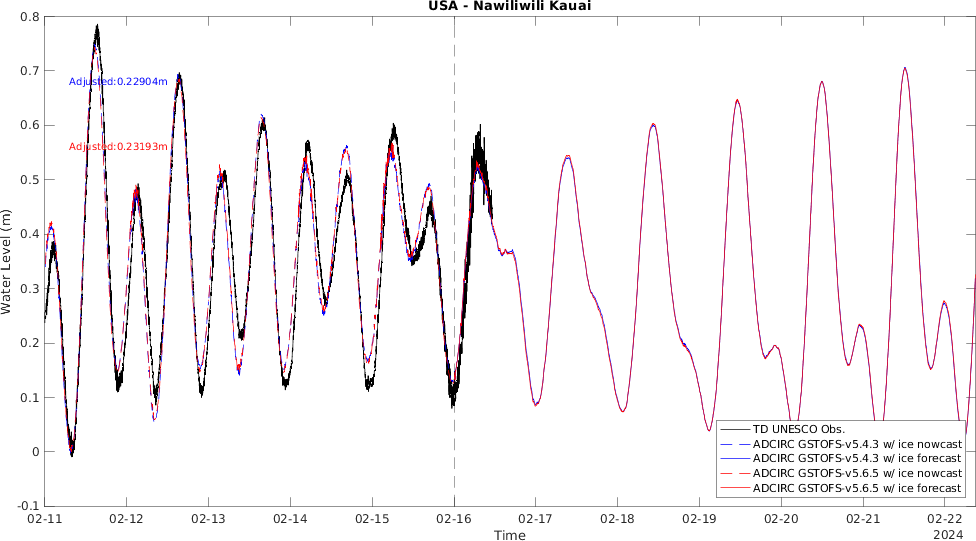 USA - Nawiliwili Kauai
0.8
0.7
0.6
0.5
0.4
0.3
0.2
0.1
0
-0.1
Water Level (m)
Adjusted:0.22904m
Adjusted:0.23193m
TD UNESCO Obs.
ADCIRC GSTOFS-v5.4.3 w/ ice nowcast
ADCIRC GSTOFS-v5.4.3 w/ ice forecast
ADCIRC GSTOFS-v5.6.5 w/ ice nowcast
ADCIRC GSTOFS-v5.6.5 w/ ice forecast
02-11 02-12 02-13 02-14 02-15 02-16 02-17 02-18 02-19 02-20 02-21 02-22
Time
2024